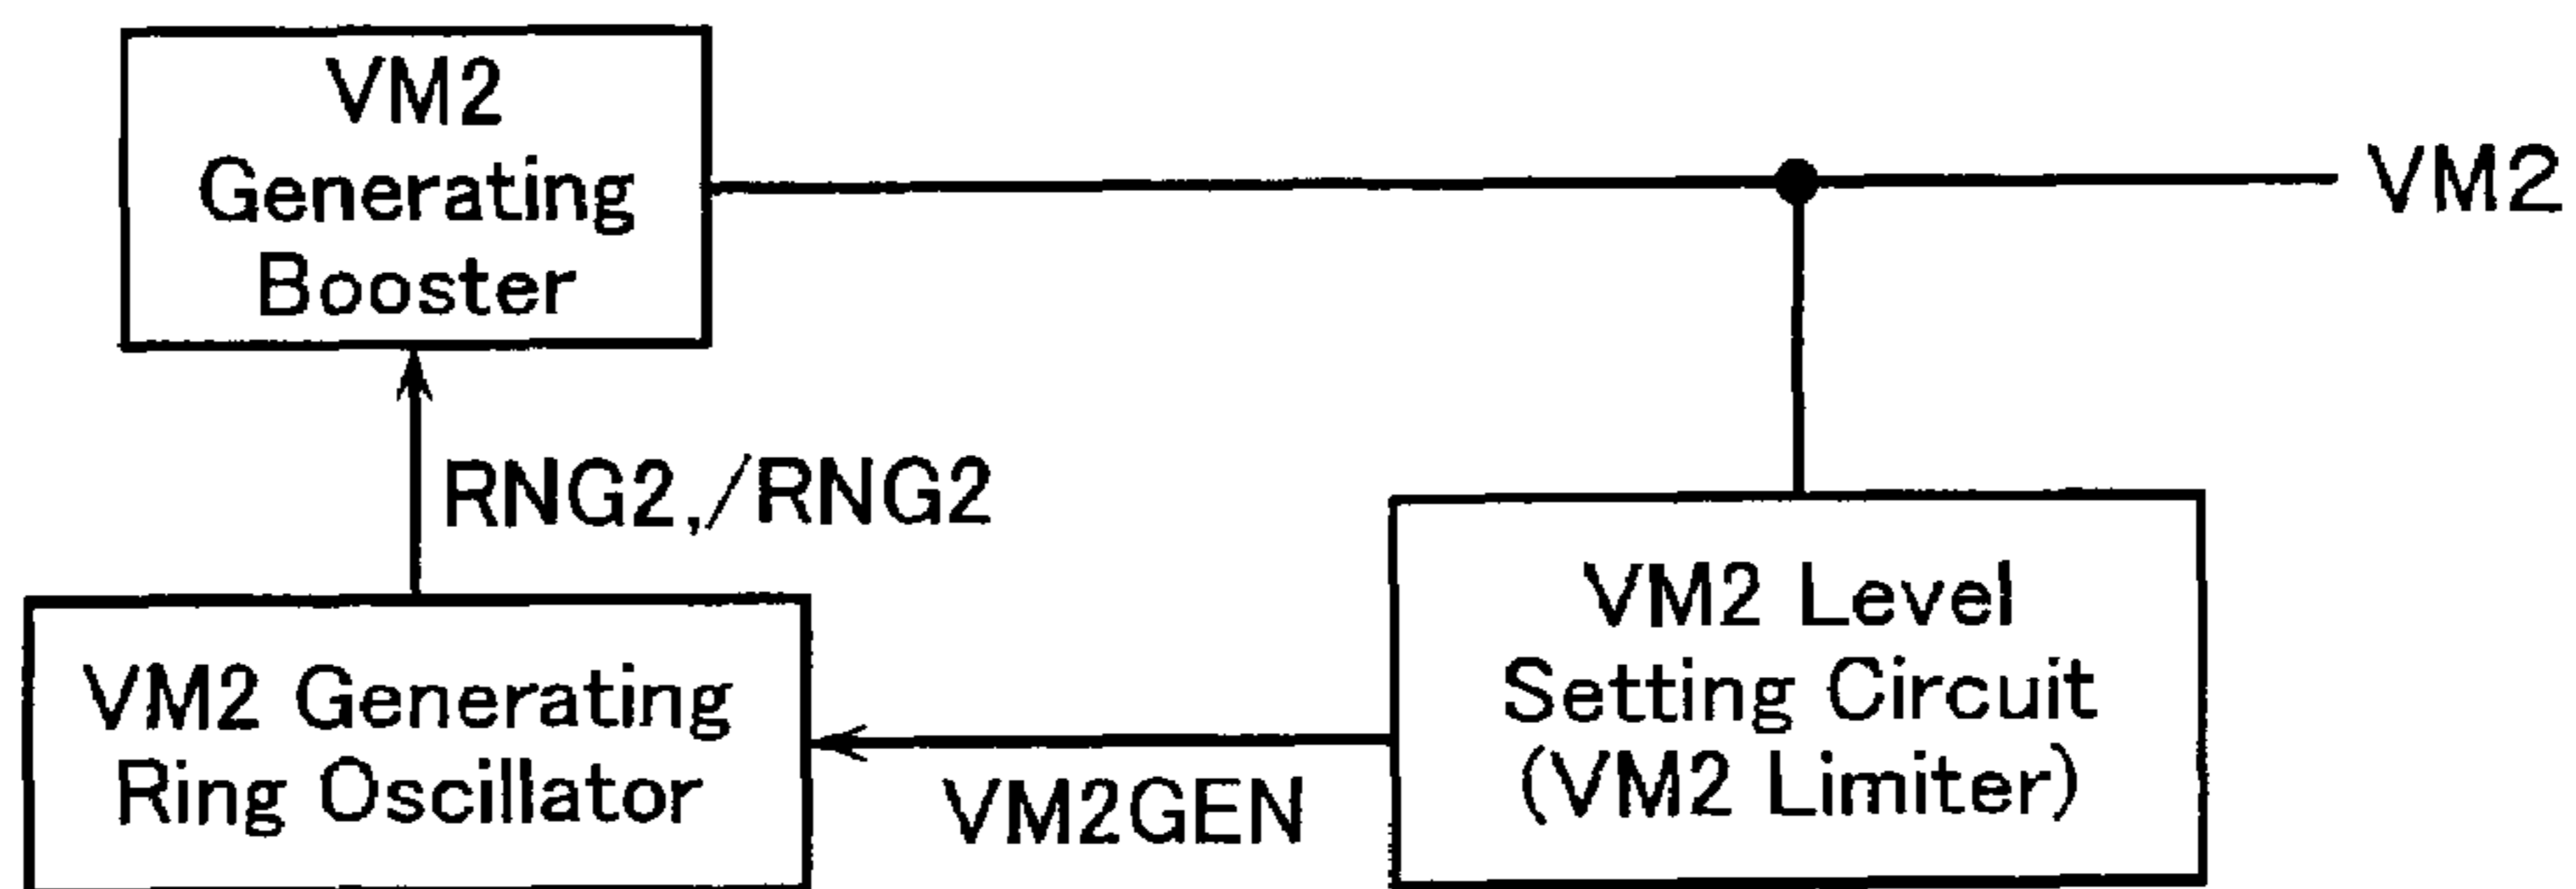 VM2
Generating
Booster
VM2
RNG2,/RNG2
VM2 Generating
Ring Oscillator
VM2GEN
VM2 Level
Setting Circuit
(VM2 Limiter)